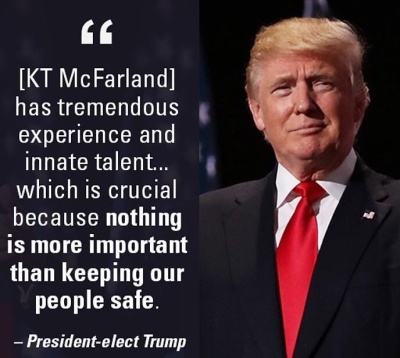 “
[KT McFarland]
has tremendous
experience and
innate talent...
which is crucial
because nothing
is more important
than keeping our
people safe.
– President-elect Trump